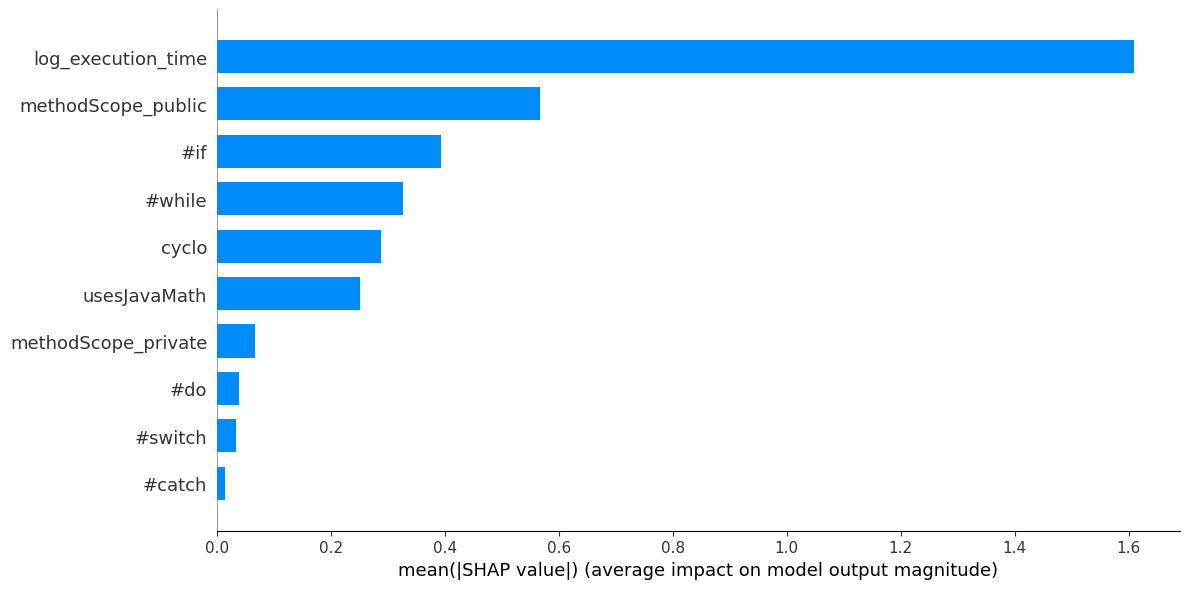 log_execution_time
methodScope_public
#if
#while
cyclo
usesJavaMath
methodScope_private
#do
#switch
#catch
0.0 0.2 0.4 0.6 0.8 1.0 1.2 1.4 1.6
mean(|SHAP value|) (average impact on model output magnitude)